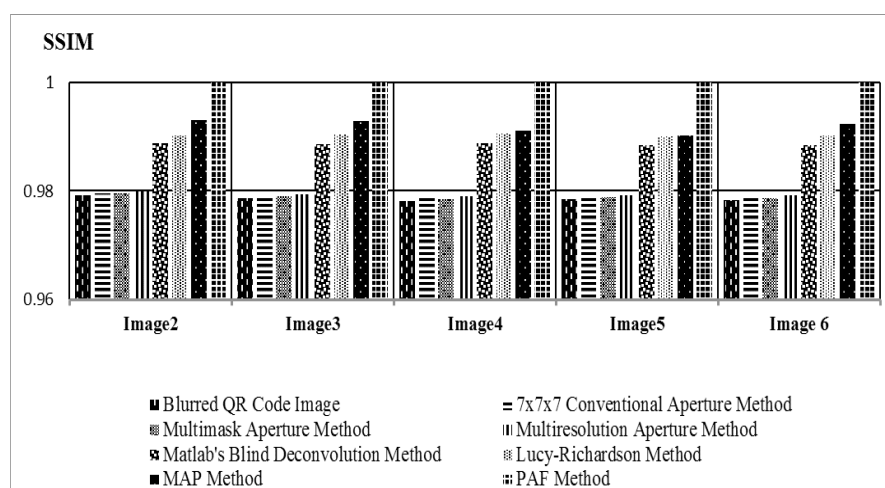 SSIM
1
0.98
0.96
Image2 Image3 Image4 Image5 Image 6
Blurred QR Code Image 7x7x7 Conventional Aperture Method
Multimask Aperture Method Multiresolution Aperture Method
Matlab's Blind Deconvolution Method Lucy-Richardson Method
MAP Method PAF Method